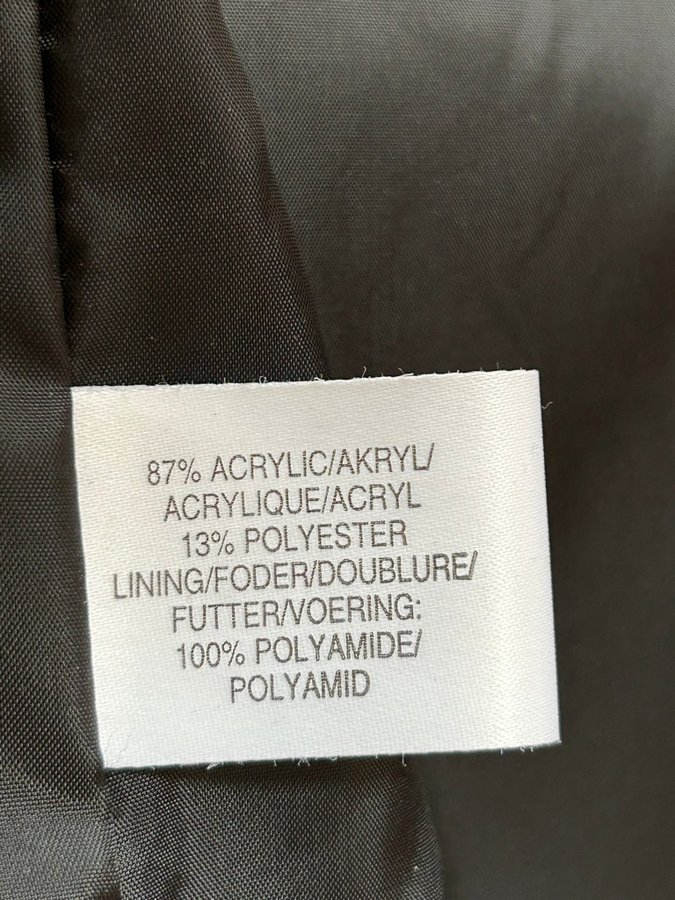 87% ACRYLIC/AKRYL/
ACRYLIQUE/ACRYL
13% POLYESTER
LINING/FODER/DOUBLURE/
FUTTER/VOERING:
100% POLYAMIDE/
POLYAMID